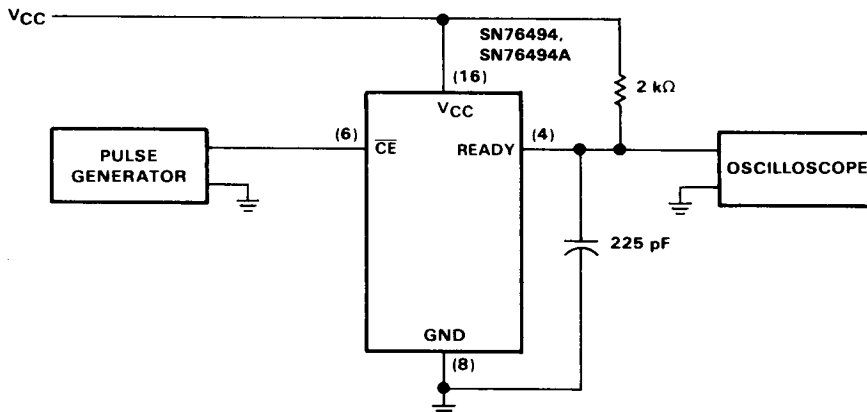 VCC
SN76494,
SN76494A
(16)
2 kΩ
VCC
(6)
CE
READY
(4)
PULSE
GENERATOR
OSCILLOSCOPE
225 pF
GND
(8)